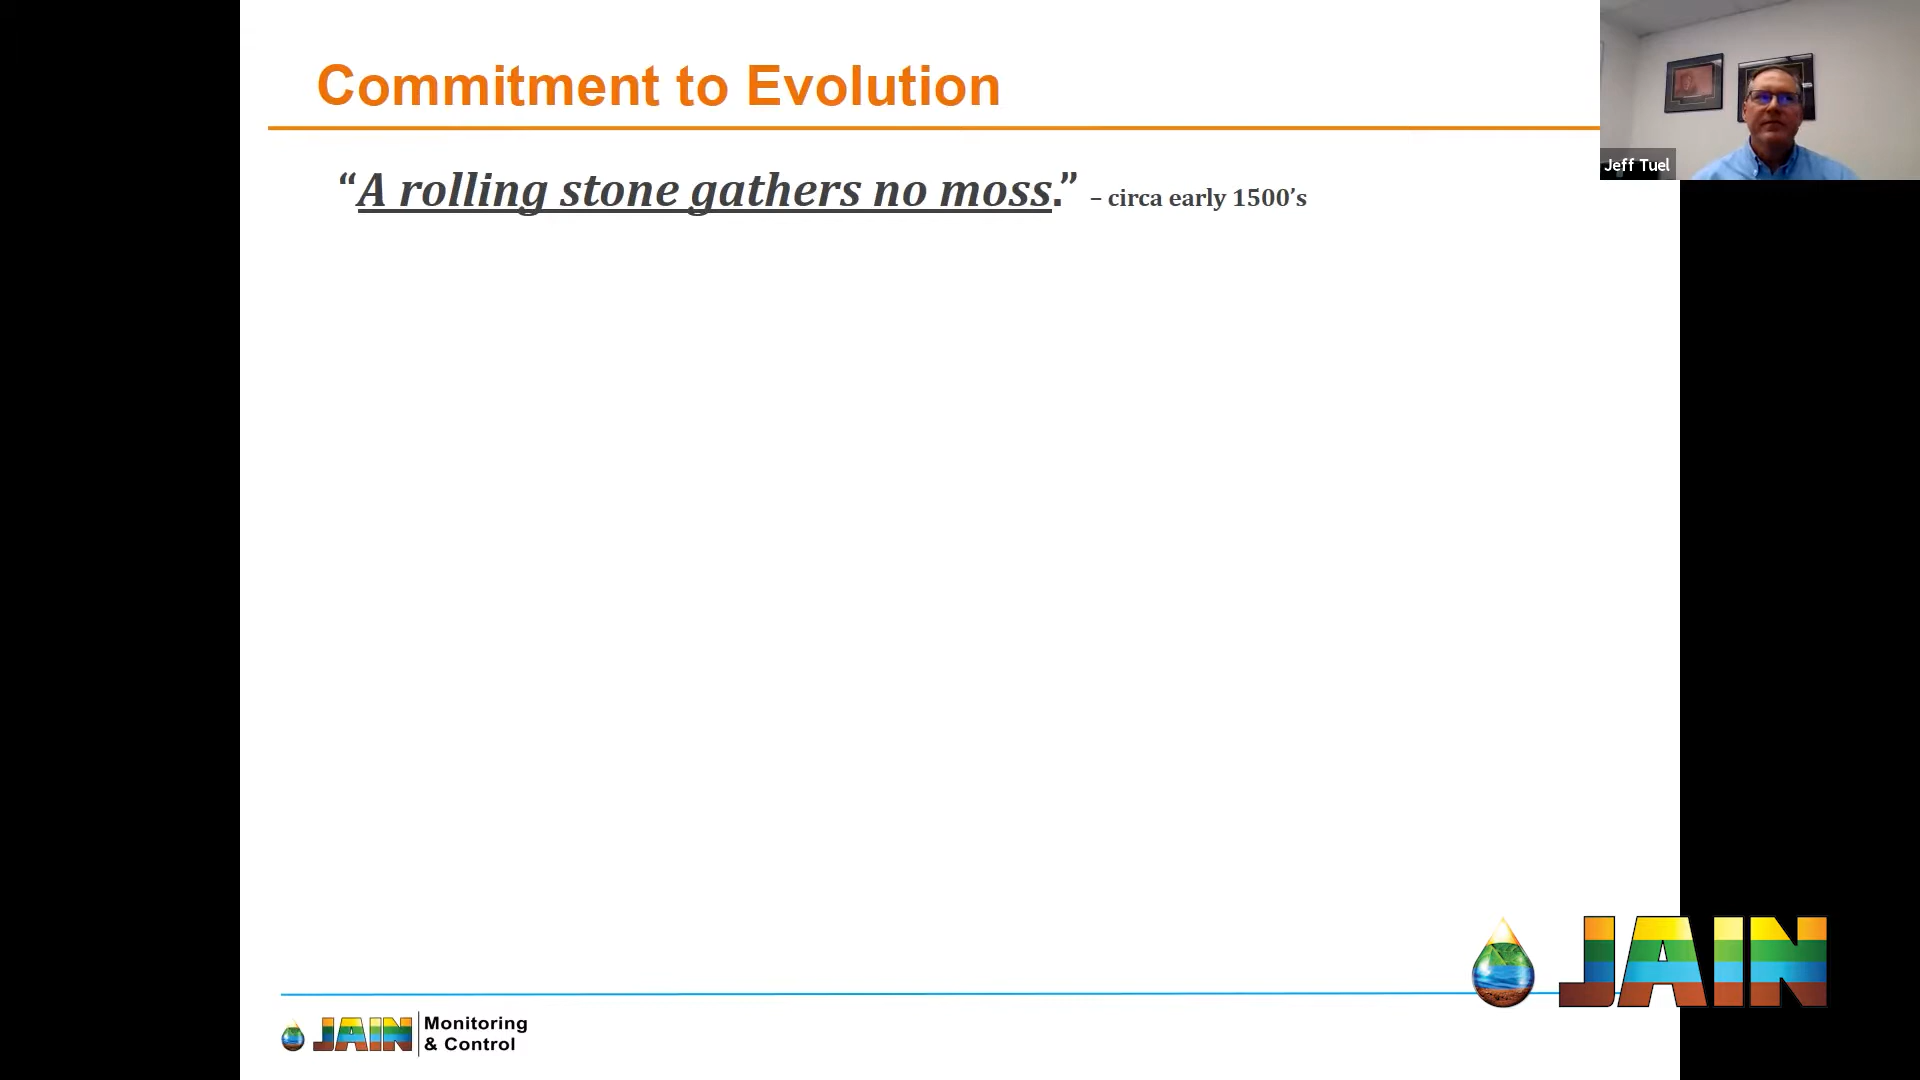 Commitment to Evolution
“A rolling stone gathers no moss.” – circa early 1500’s
Jeff Tuel
JAIN
JAIN
Monitoring
& Control